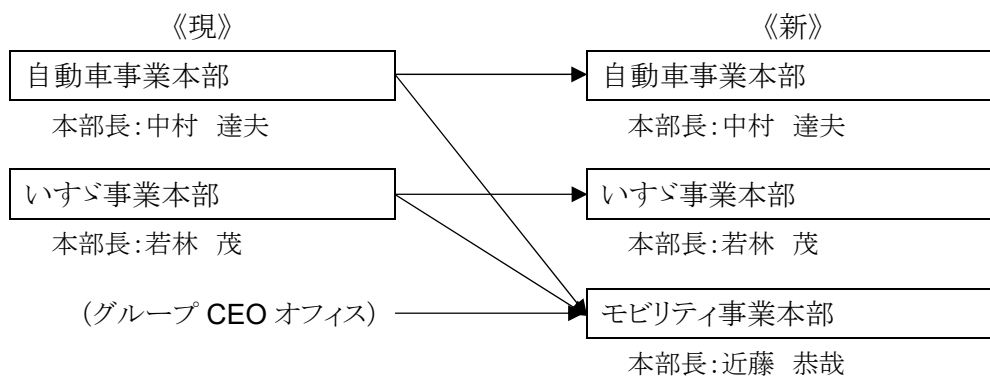 《現》 《新》
自動車事業本部 自動車事業本部
本部長:中村 達夫 本部長:中村 達夫
いすゞ事業本部 いすゞ事業本部
本部長:若林 茂 本部長:若林 茂
(グループ CEO オフィス) モビリティ事業本部
本部長:近藤 恭哉